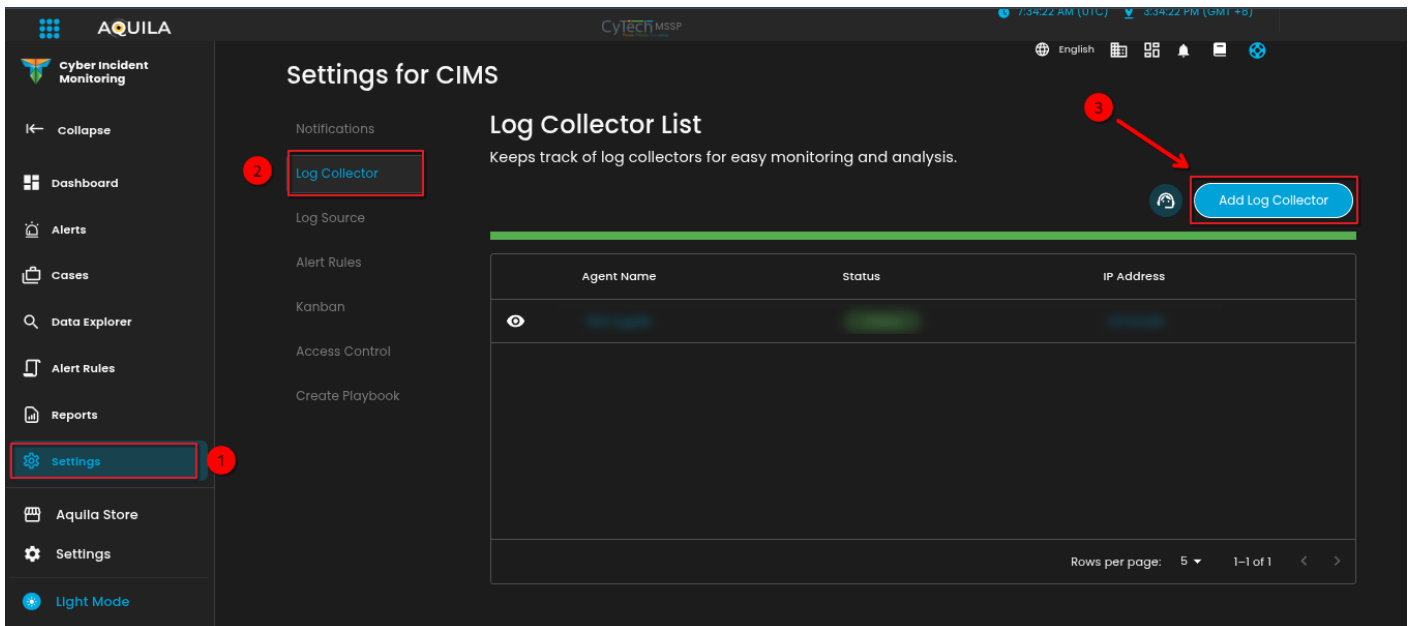 AQUILA
CyTech MSSP
7:34:22 AM (UTC) 3:34:22 PM (GMT +8)
Cyber Incident
Monitoring
English
Settings for CIMS
Collapse
Dashboard
Alerts
Cases
Data Explorer
Alert Rules
Reports
Settings
1
Aquila Store
Settings
Light Mode
Notifications
2
Log Collector
Log Source
Alert Rules
Kanban
Access Control
Create Playbook
Log Collector List
Keeps track of log collectors for easy monitoring and analysis.
3
Add Log Collector
Agent Name Status IP Address
Rows per page: 5 1–1 of 1